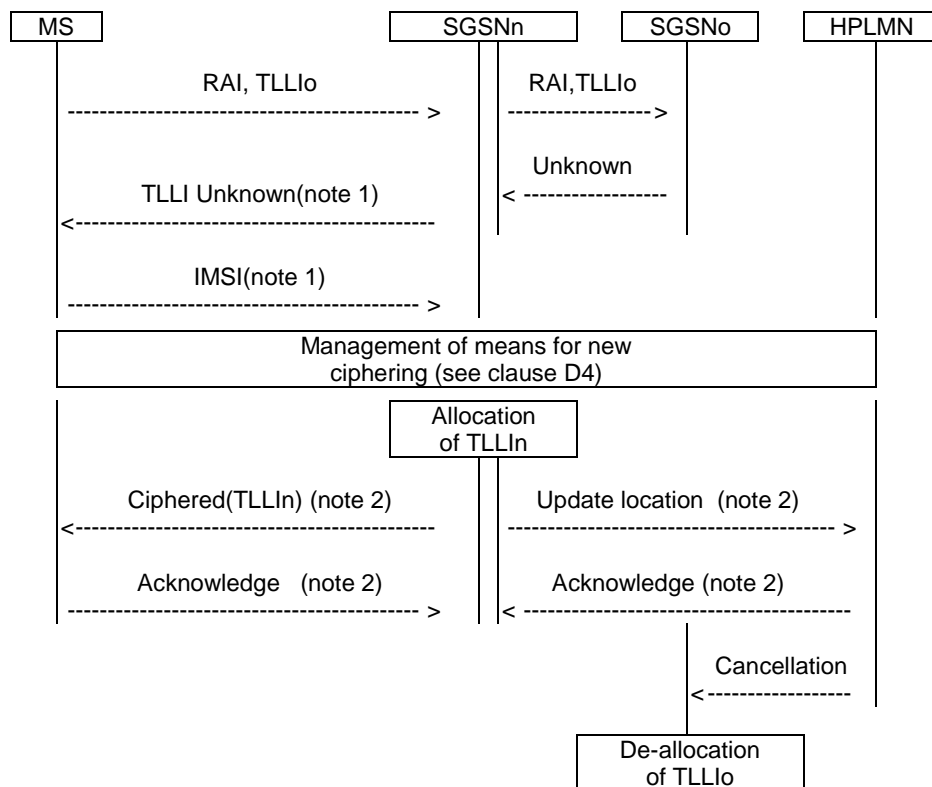 MS SGSNn SGSNo HPLMN
RAI, TLLIo RAI,TLLIo
Unknown
TLLI Unknown(note 1)
IMSI(note 1)
Management of means for new
ciphering (see clause D4)
Allocation
of TLLIn
Ciphered(TLLIn) (note 2) Update location (note 2)
Acknowledge (note 2) Acknowledge (note 2)
Cancellation
De-allocation
of TLLIo